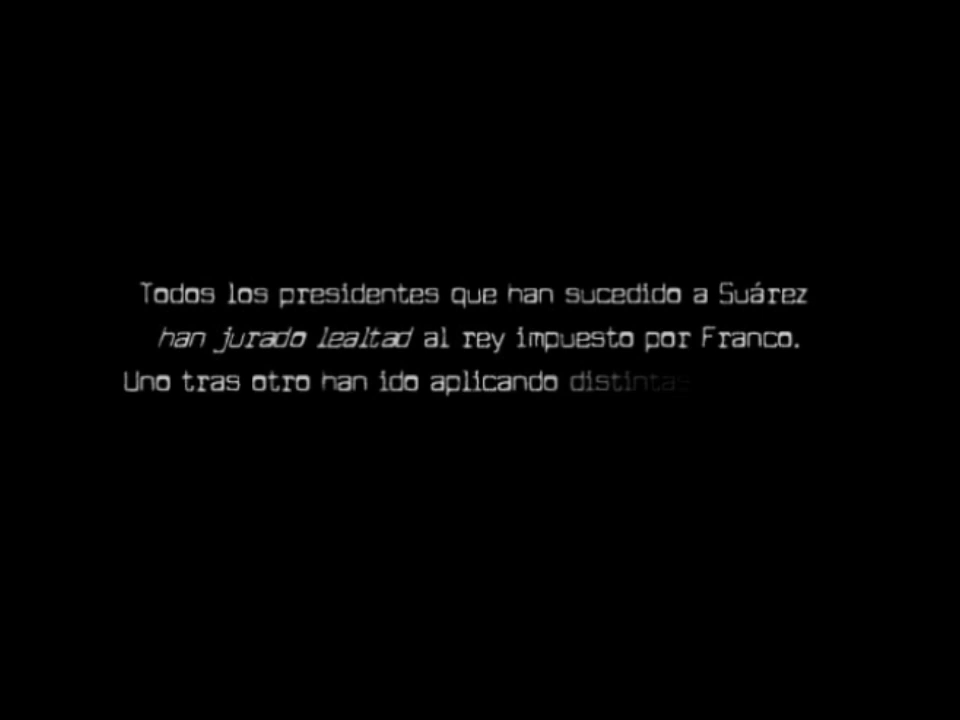 Todos los presidentes que han sucedido a Suárez
han jurado lealtad al rey impuesto por Franco.
Uno tras otro han ido aplicando distintas